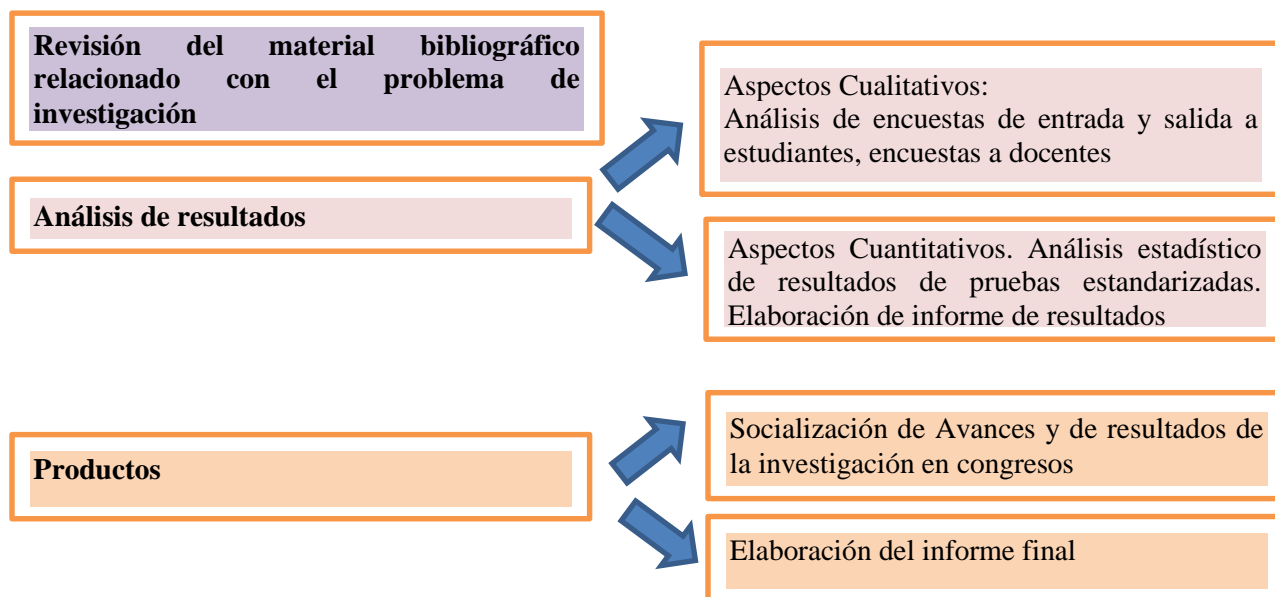 Revisión del material bibliográfico
relacionado con el problema de
investigación
Análisis de resultados
Aspectos Cualitativos:
Análisis de encuestas de entrada y salida a
estudiantes, encuestas a docentes
Aspectos Cuantitativos. Análisis estadístico
de resultados de pruebas estandarizadas.
Elaboración de informe de resultados
Productos
Socialización de Avances y de resultados de
la investigación en congresos
Elaboración del informe final